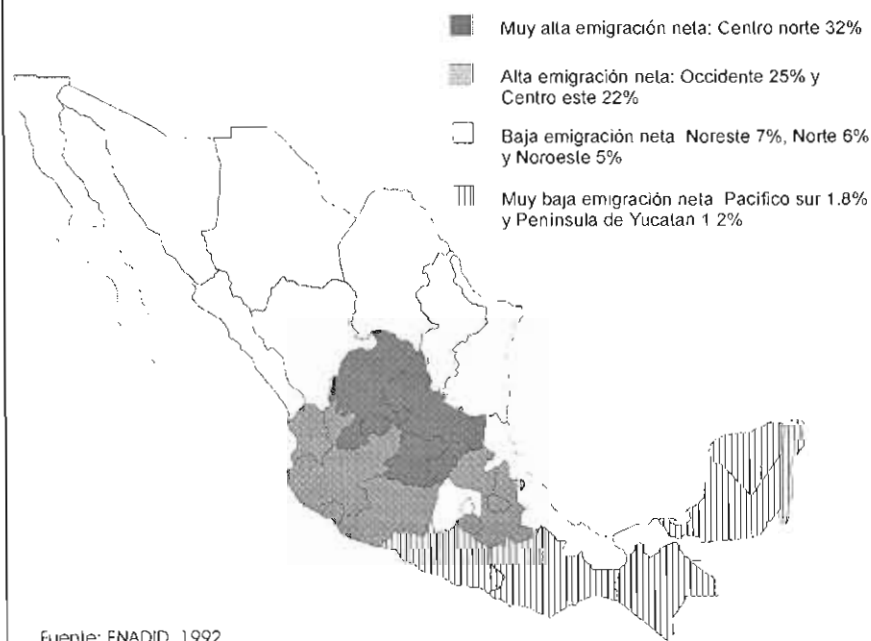 Muy alta emigración neta: Centro norte 32%
Alta emigración neta: Occidente 25% y
Centro este 22%
Baja emigración neta Noreste 7%, Norte 6%
y Noroeste 5%
Muy baja emigración neta Pacifico sur 1.8%
y Peninsula de Yucatan 1 2%
Fuente: ENADID, 1992